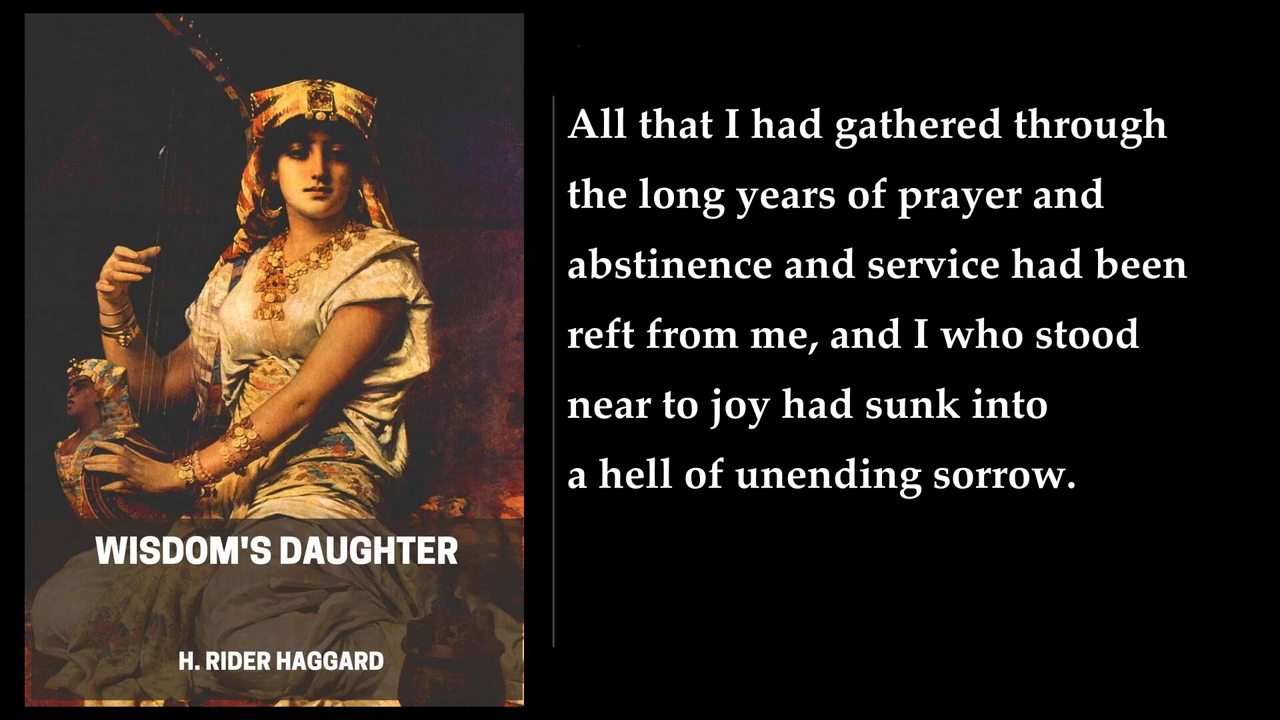 WISDOM'S DAUGHTER
H. RIDER HAGGARD
All that I had gathered through
the long years of prayer and
abstinence and service had been
reft from me, and I who stood
near to joy had sunk into
a hell of unending sorrow.